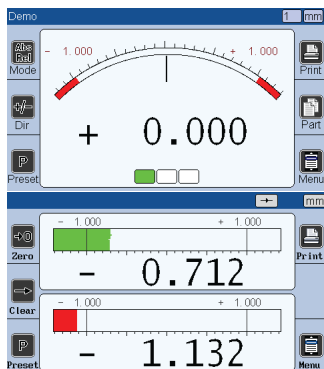 Demo 1 mm
Abs
Rel
Mode
- 1.000 + 1.000
Print
+/-
Dir
Part
+ 0.000
P
Preset
Menu
mm
→0
Zero
- 1.000 + 1.000
- 0.712
Print
Clear
- 1.000 + 1.000
- 1.132
P
Preset
Menu